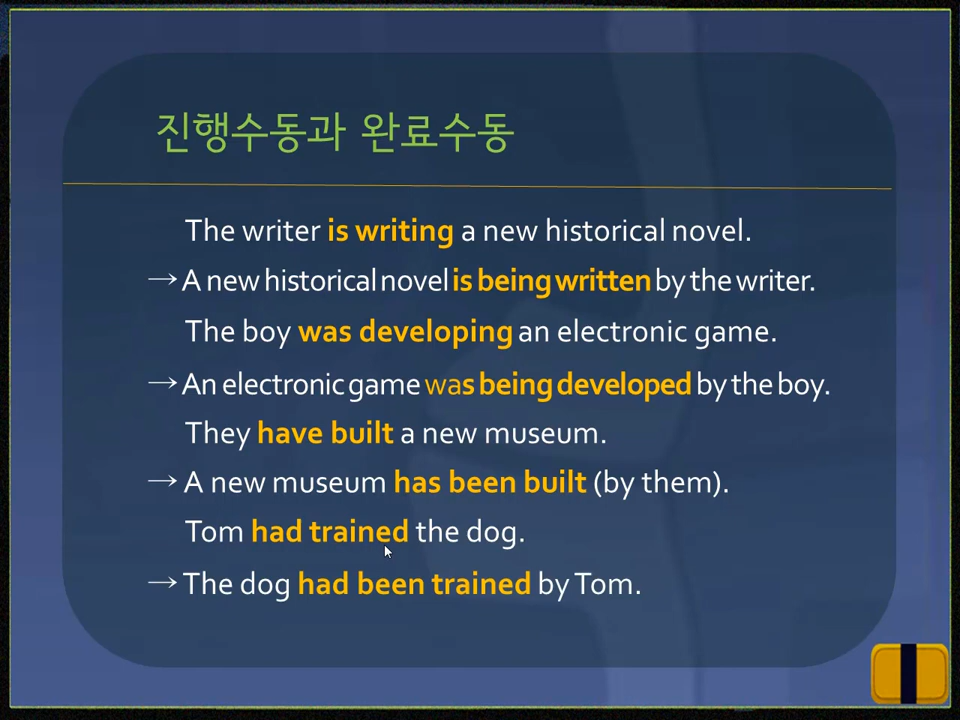 진행수동과 완료수동
The writer is writing a new historical novel.
→ A new historical novel is being written by the writer.
The boy was developing an electronic game.
→ An electronic game was being developed by the boy.
They have built a new museum.
→ A new museum has been built (by them).
Tom had trained the dog.
→ The dog had been trained by Tom.